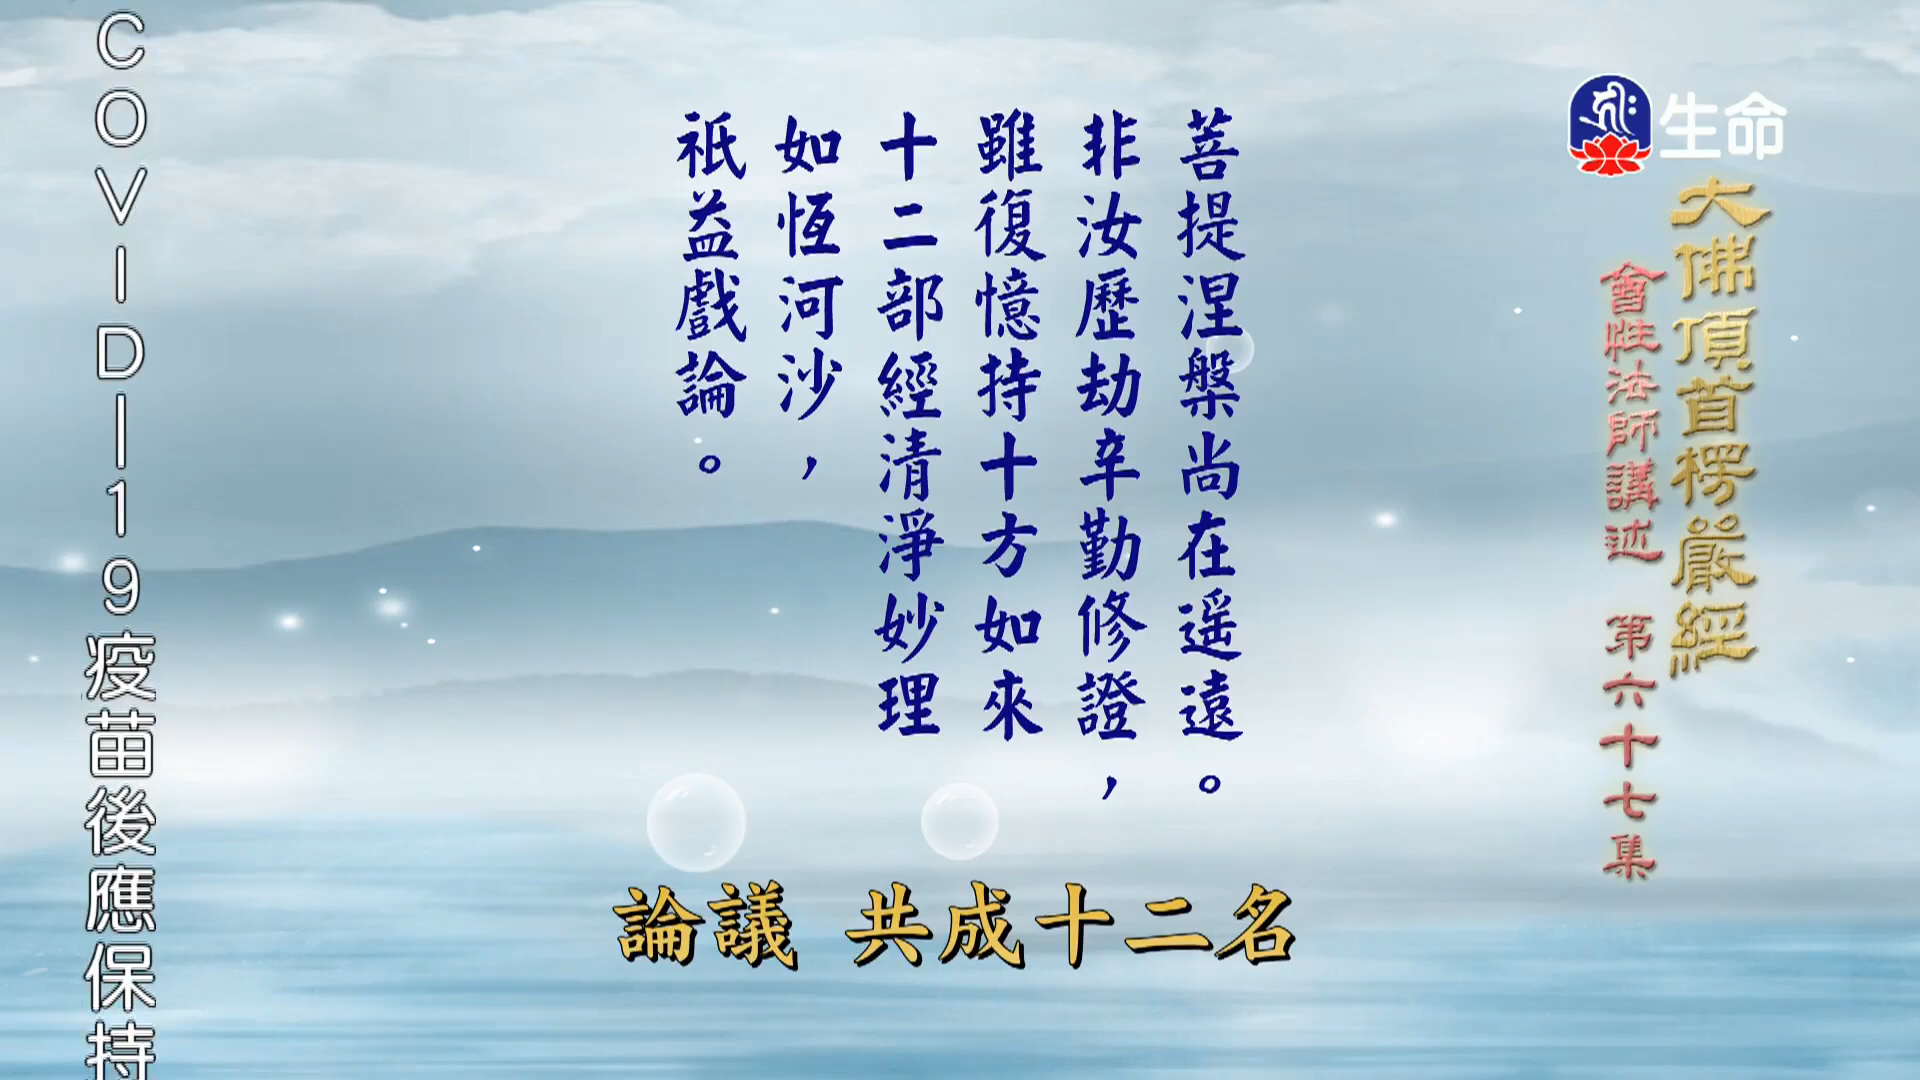 生命
大佛頂首楞嚴經
會性法師講述 第六十七集
菩提涅槃尚在遥遠。
非汝歷劫辛勤修證，
雖復憶持十方如來
十二部經清淨妙理
如恆河沙，
祇益戲論。
COVID-19疫苗後應保持
論議 共成十二名